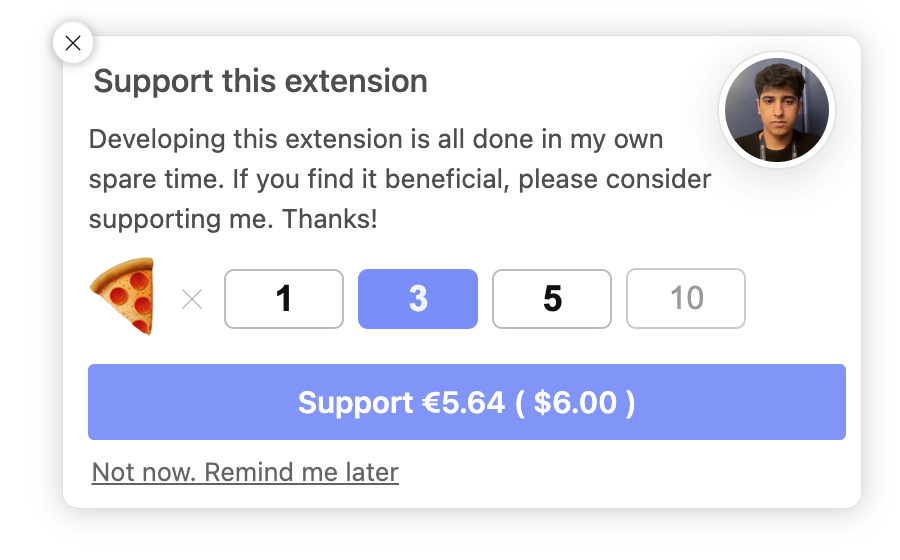 Support this extension
Developing this extension is all done in my own
spare time. If you find it beneficial, please consider
supporting me. Thanks!
× 1 3 5 10
Support €5.64 ( $6.00 )
Not now. Remind me later